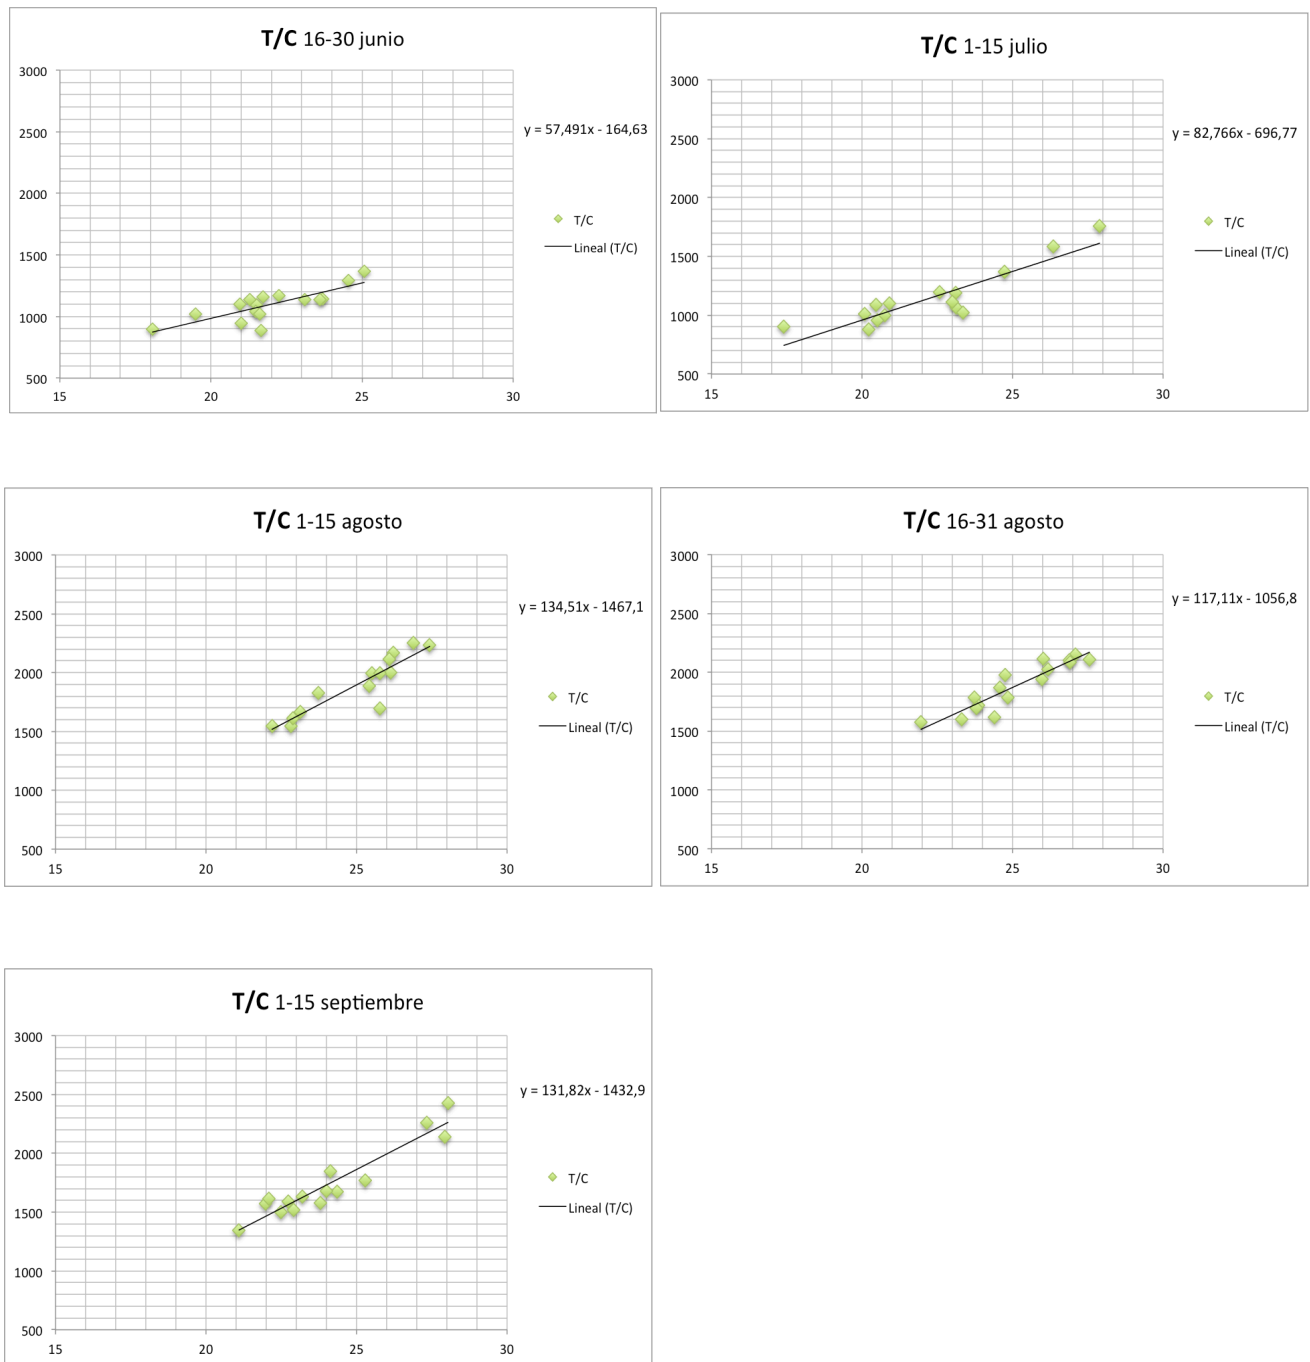 T/C 16-30 junio
3000
2500
2000
1500
1000
500
15 20 25 30
y = 57,491x - 164,63
T/C
Lineal (T/C)
T/C 1-15 julio
3000
2500
2000
1500
1000
500
15 20 25 30
y = 82,766x - 696,77
T/C
Lineal (T/C)
T/C 1-15 agosto
3000
2500
2000
1500
1000
500
15 20 25 30
y = 134,51x - 1467,1
T/C
Lineal (T/C)
T/C 16-31 agosto
3000
2500
2000
1500
1000
500
15 20 25 30
y = 117,11x - 1056,8
T/C
Lineal (T/C)
T/C 1-15 septiembre
3000
2500
2000
1500
1000
500
15 20 25 30
y = 131,82x - 1432,9
T/C
Lineal (T/C)